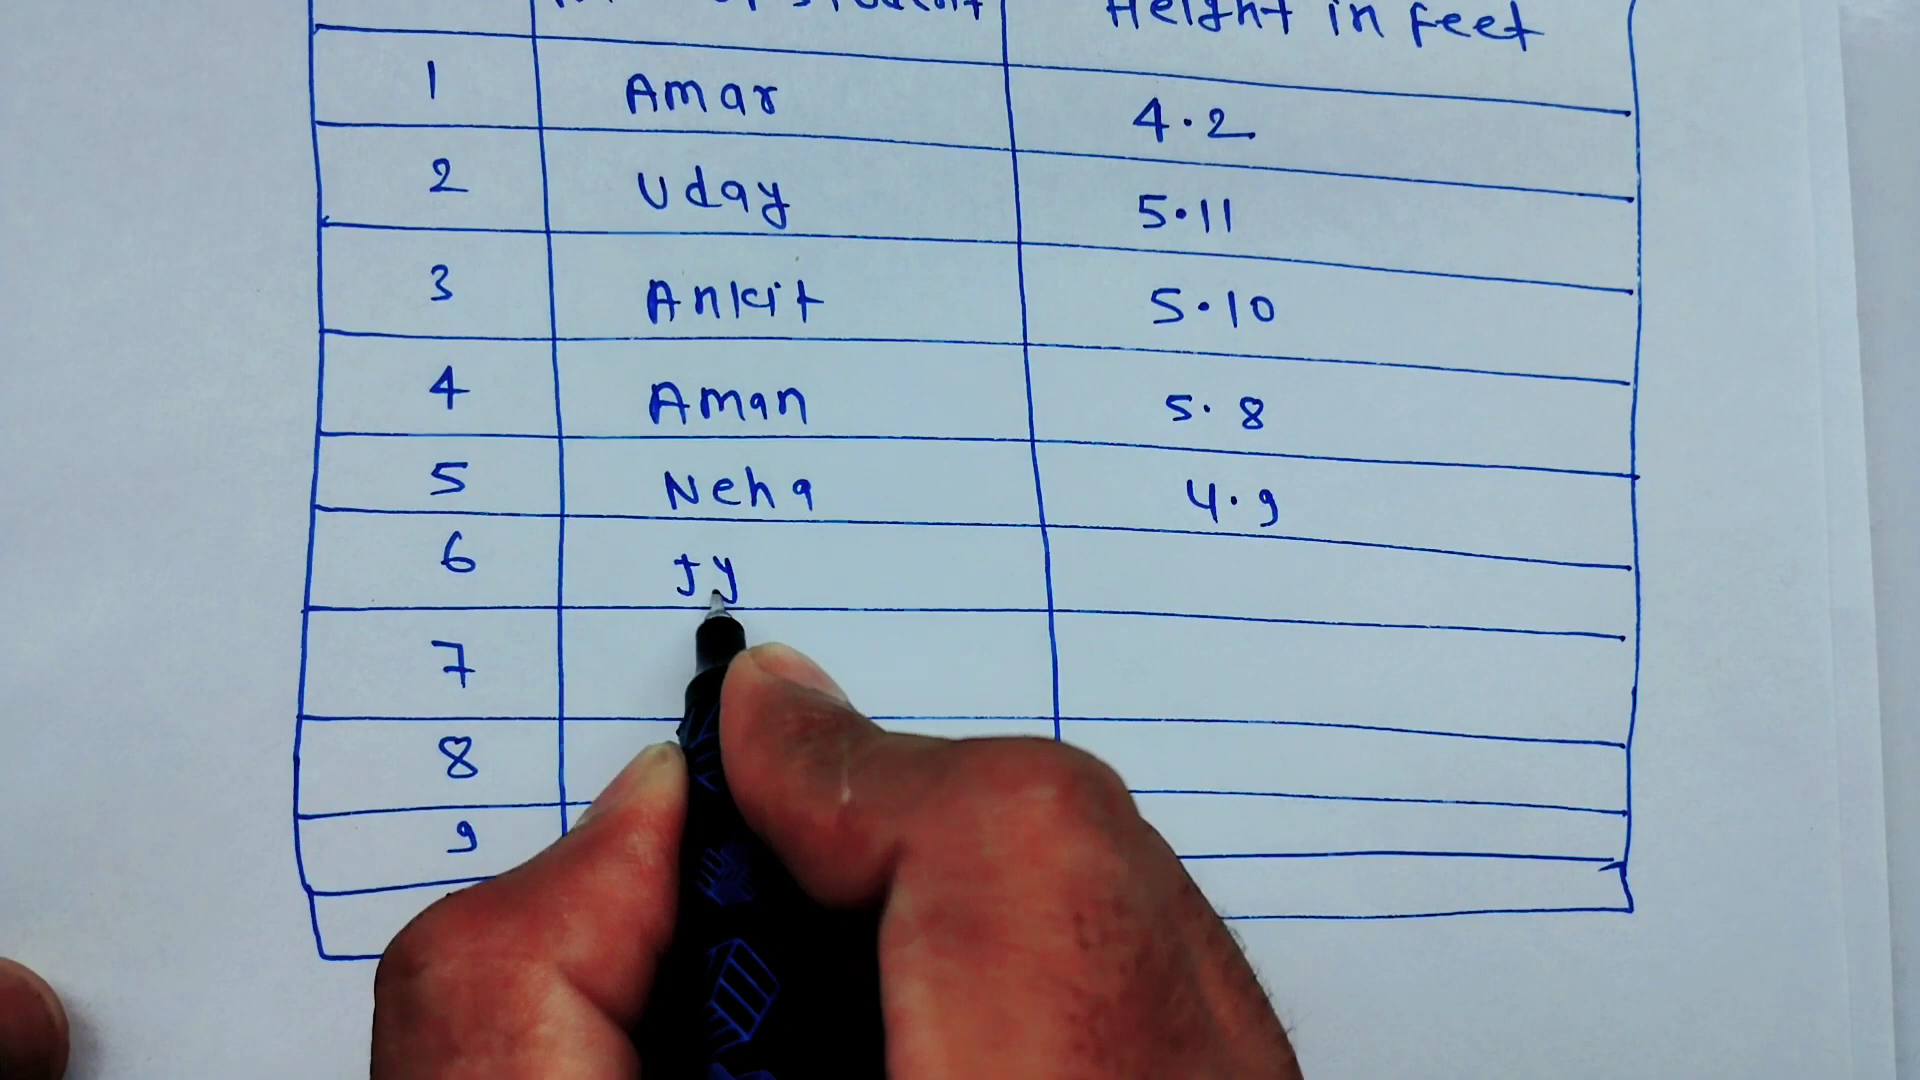 Height in feet
1 Amar 4.2
2 Uday 5.11
3 Ankit 5.10
4 Aman 5.8
5 Neha 4.9
6 Jy
7
8
9